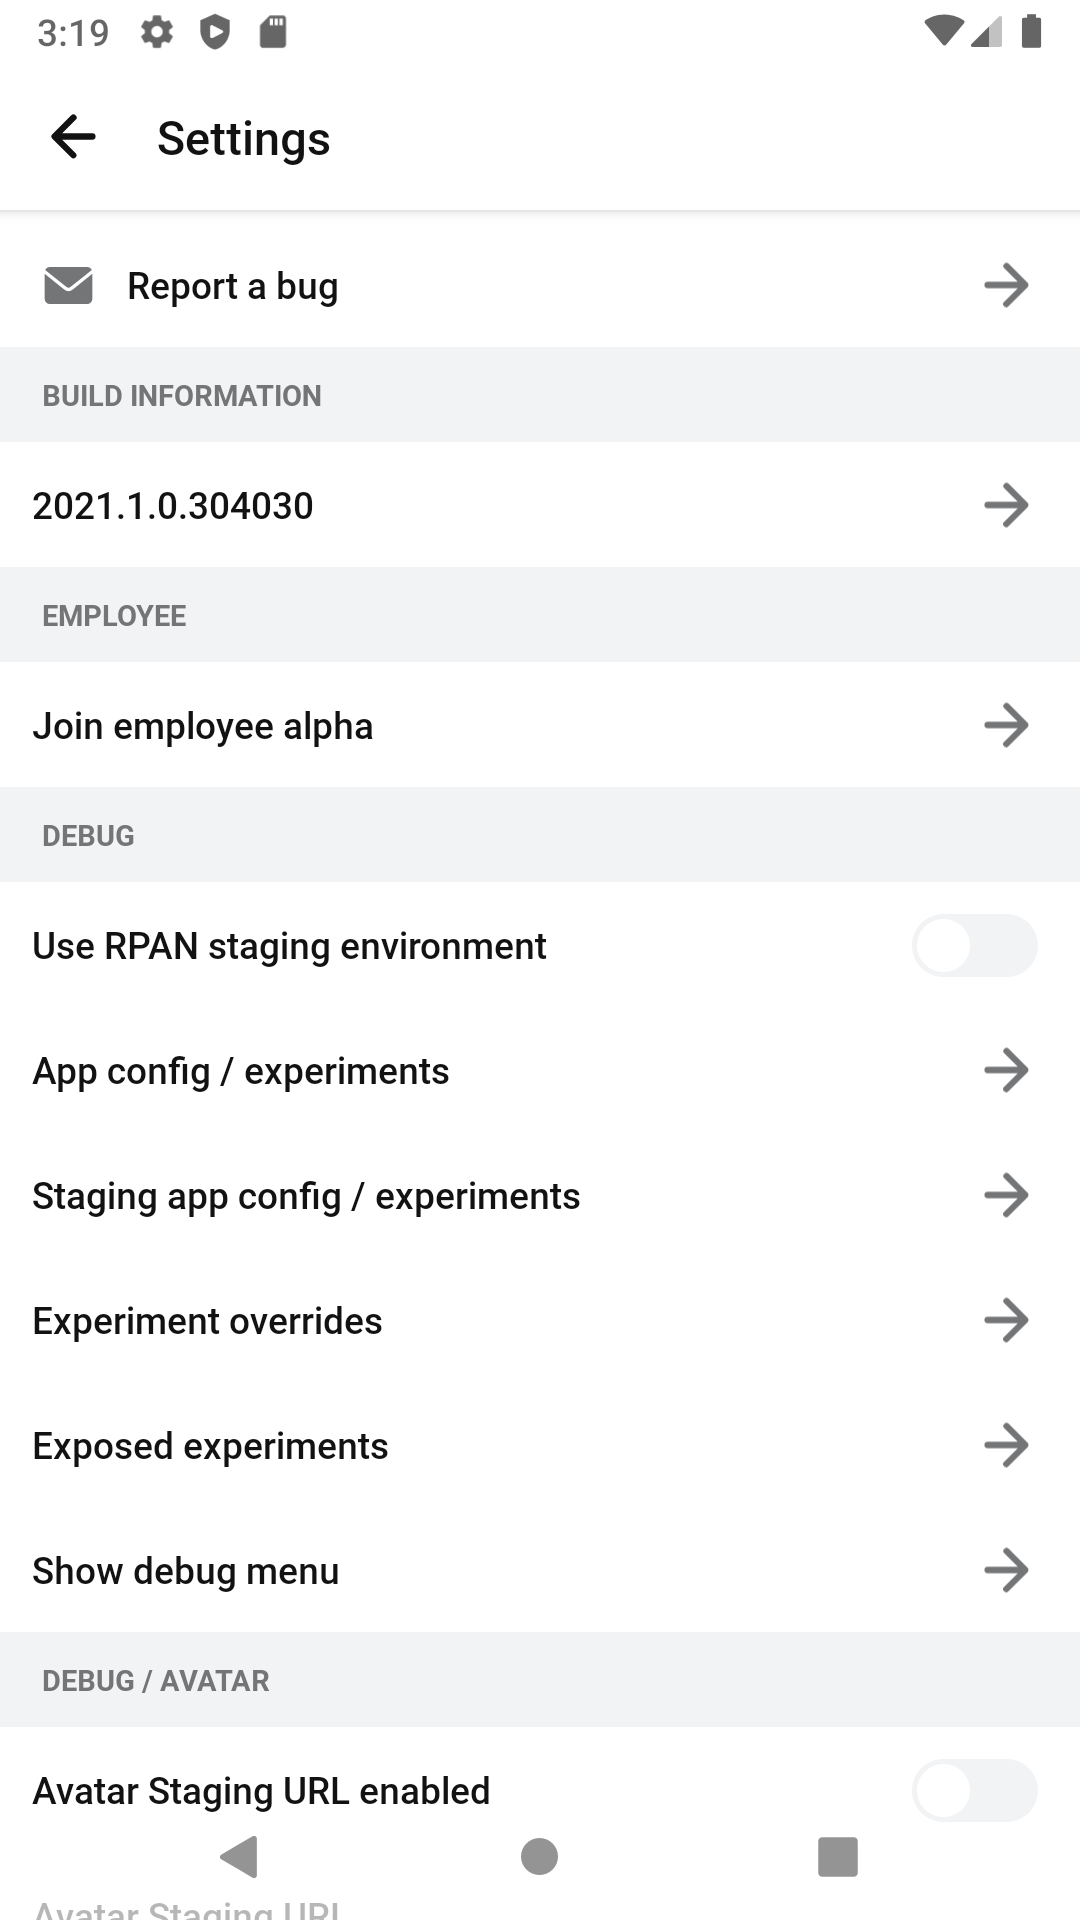 3:19
Settings
Report a bug
BUILD INFORMATION
2021.1.0.304030
EMPLOYEE
Join employee alpha
DEBUG
Use RPAN staging environment
App config / experiments
Staging app config / experiments
Experiment overrides
Exposed experiments
Show debug menu
DEBUG / AVATAR
Avatar Staging URL enabled
Avatar Staging URL